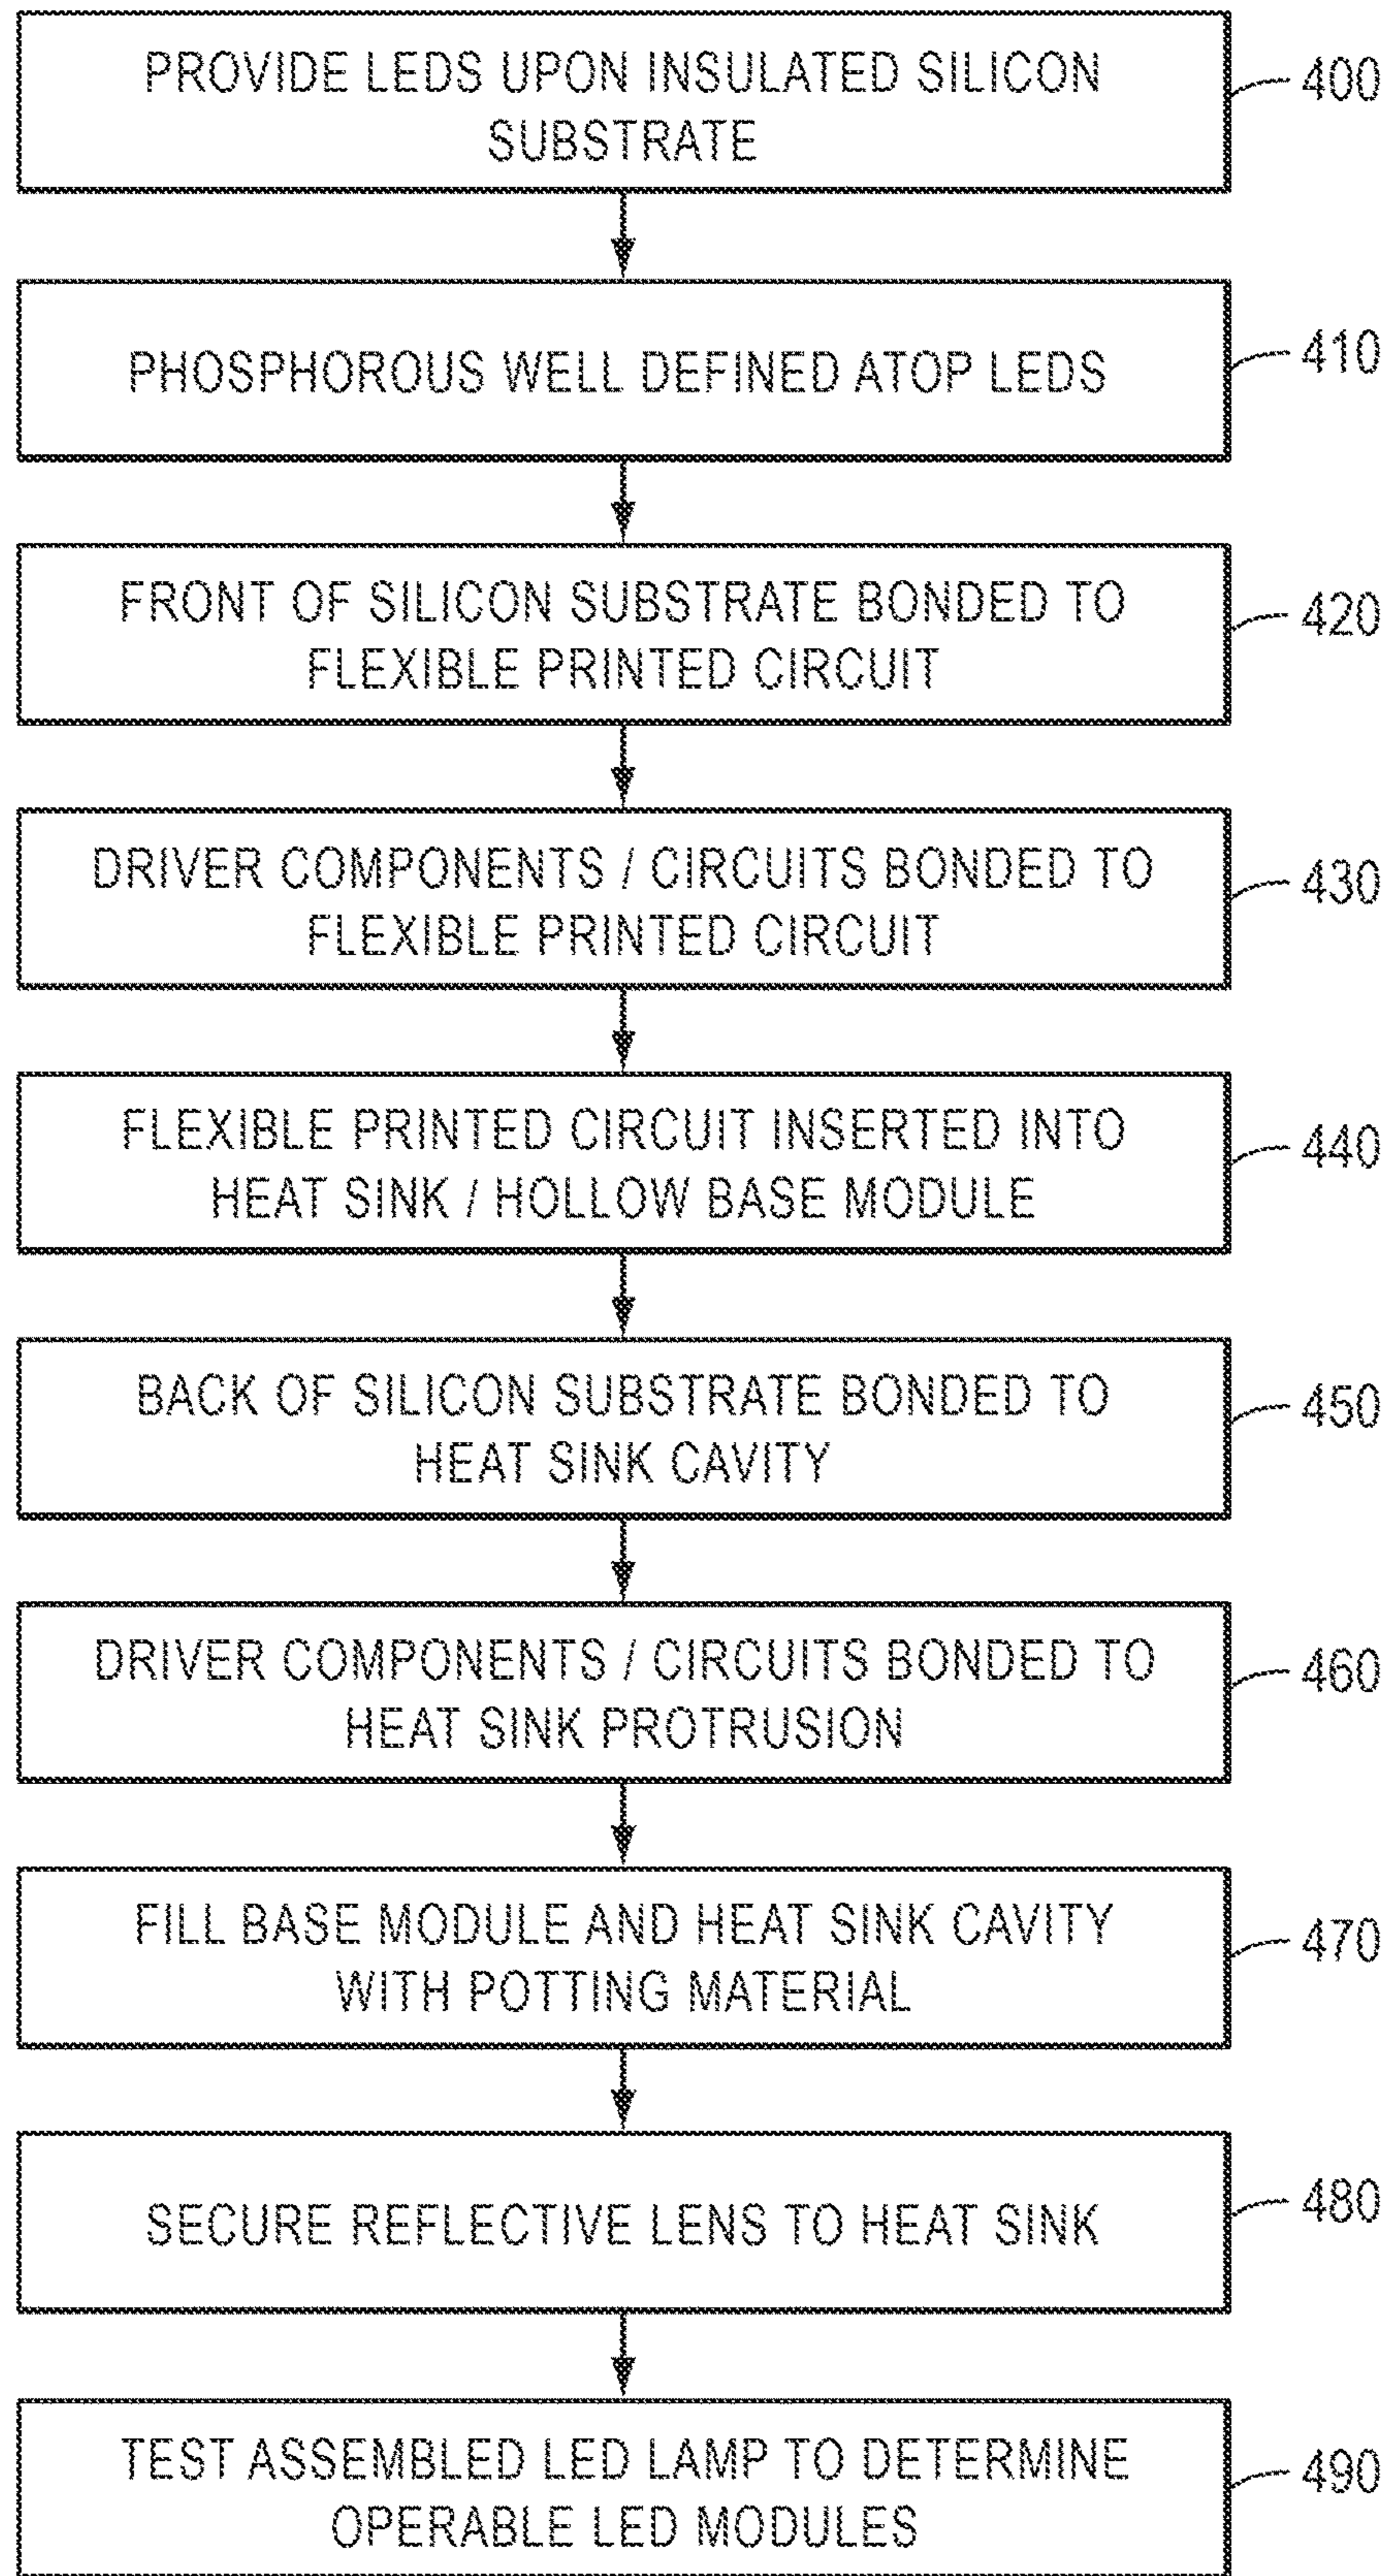 PROVIDE LEDS UPON INSULATED SILICON
SUBSTRATE
400
PHOSPHOROUS WELL DEFINED ATOP LEDS
410
FRONT OF SILICON SUBSTRATE BONDED TO
FLEXIBLE PRINTED CIRCUIT
420
DRIVER COMPONENTS / CIRCUITS BONDED TO
FLEXIBLE PRINTED CIRCUIT
430
FLEXIBLE PRINTED CIRCUIT INSERTED INTO
HEAT SINK / HOLLOW BASE MODULE
440
BACK OF SILICON SUBSTRATE BONDED TO
HEAT SINK CAVITY
450
DRIVER COMPONENTS / CIRCUITS BONDED TO
HEAT SINK PROTRUSION
460
FILL BASE MODULE AND HEAT SINK CAVITY
WITH POTTING MATERIAL
470
SECURE REFLECTIVE LENS TO HEAT SINK
480
TEST ASSEMBLED LED LAMP TO DETERMINE
OPERABLE LED MODULES
490